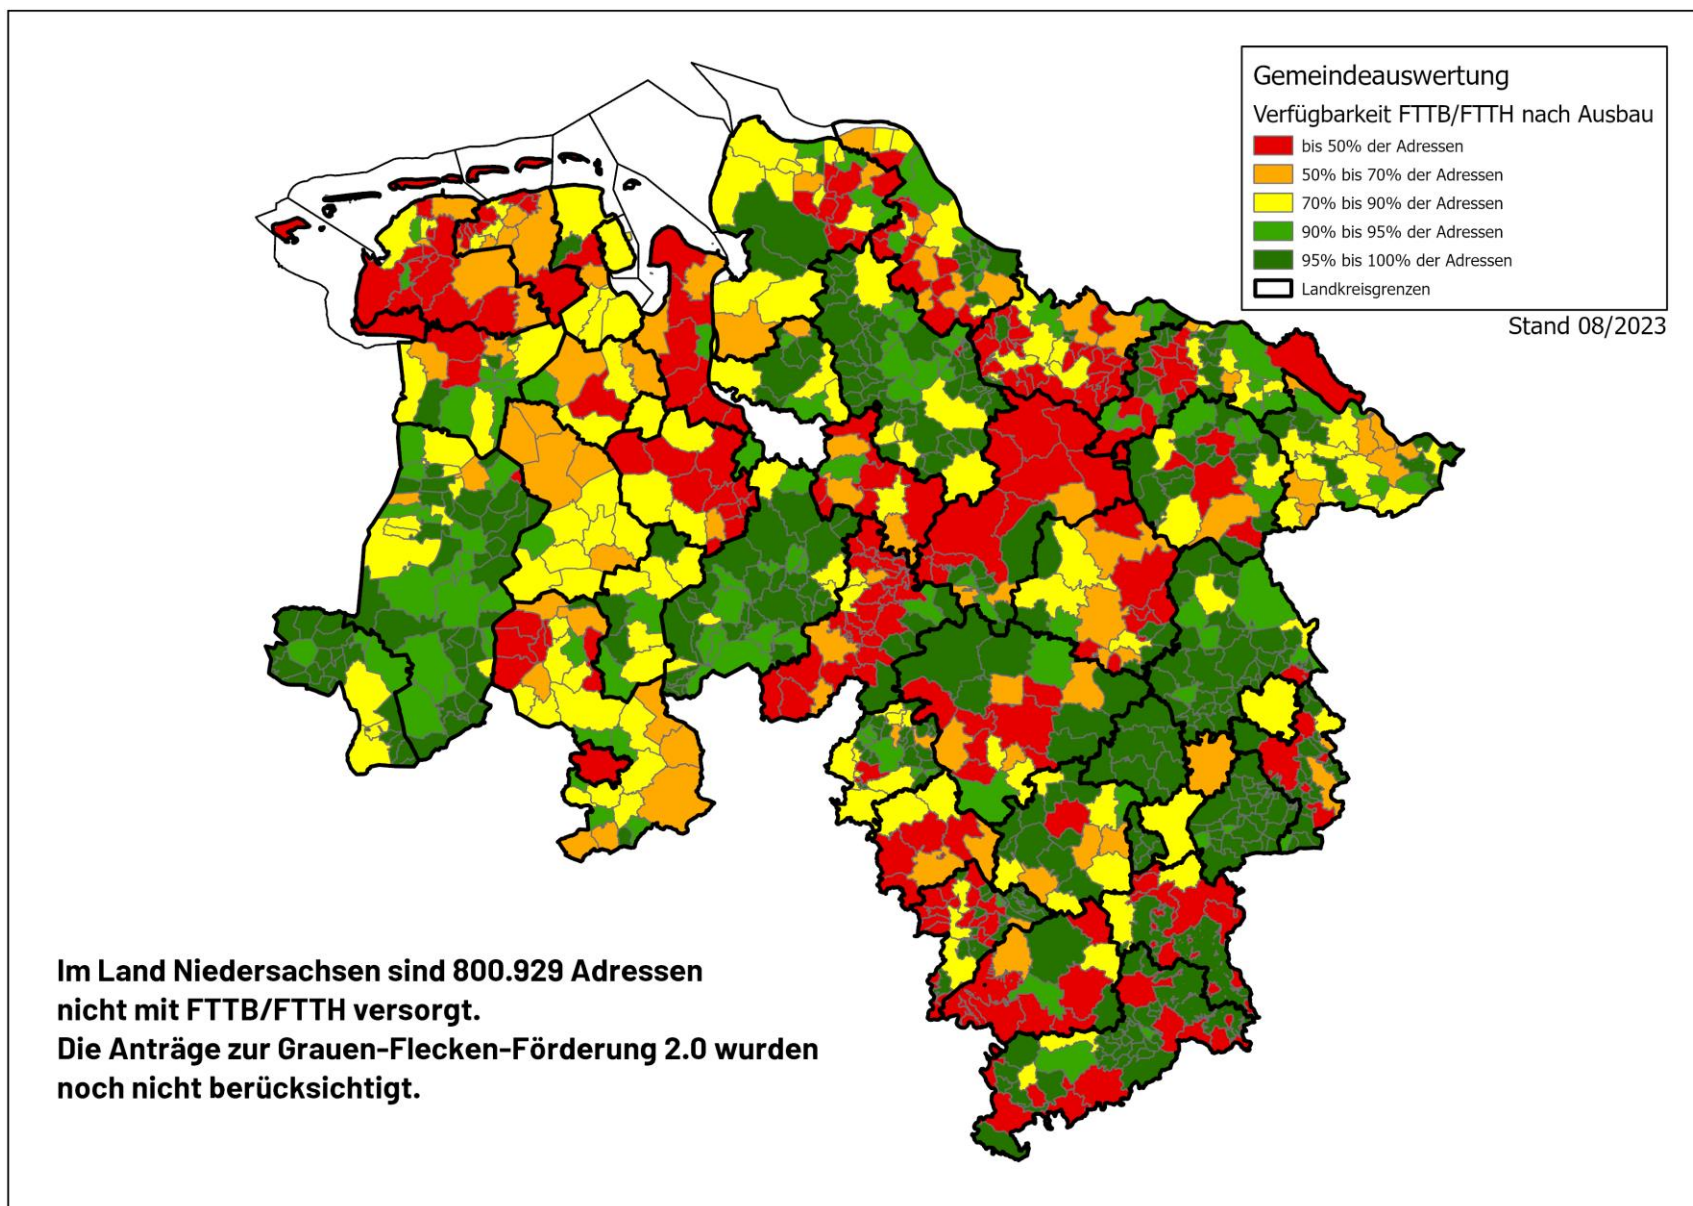 Gemeindeauswertung
Verfügbarkeit FTTB/FTTH nach Ausbau
bis 50% der Adressen
50% bis 70% der Adressen
70% bis 90% der Adressen
90% bis 95% der Adressen
95% bis 100% der Adressen
Landkreisgrenzen
Stand 08/2023
Im Land Niedersachsen sind 800.929 Adressen
nicht mit FTTB/FTTH versorgt.
Die Anträge zur Grauen-Flecken-Förderung 2.0 wurden
noch nicht berücksichtigt.